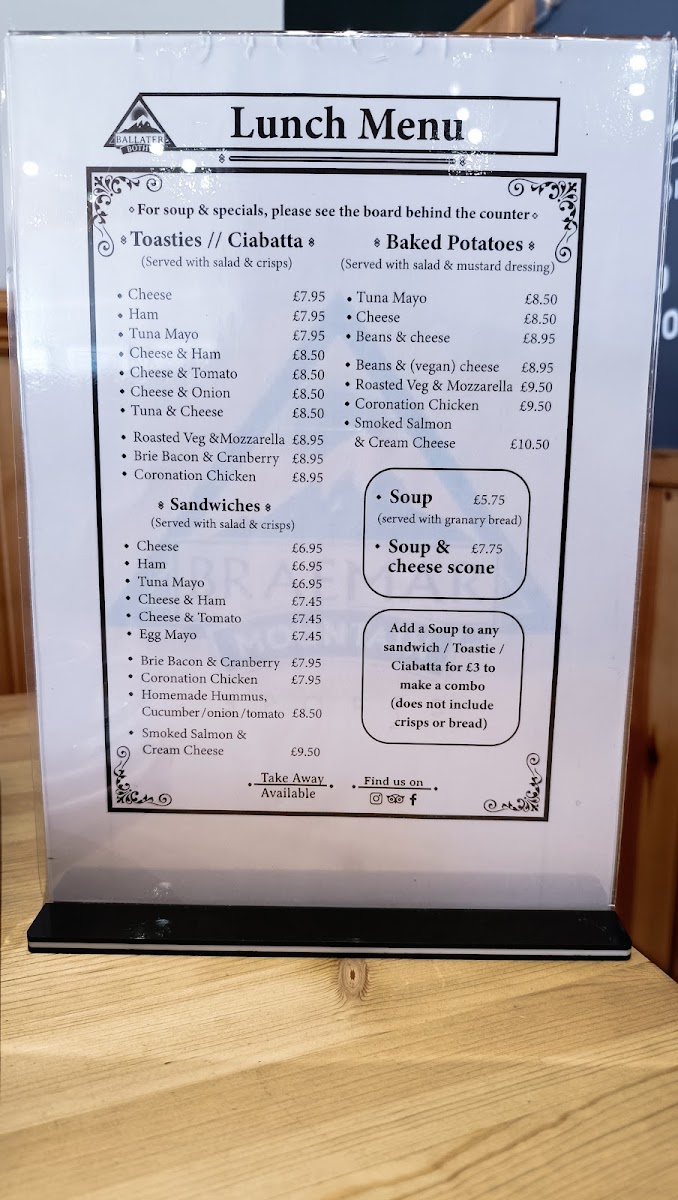 BALLATER
BOTHY
Lunch Menu
For soup & specials, please see the board behind the counter
Toasties // Ciabatta
(Served with salad & crisps)
Cheese £7.95
Ham £7.95
Tuna Mayo £7.95
Cheese & Ham £8.50
Cheese & Tomato £8.50
Cheese & Onion £8.50
Tuna & Cheese £8.50
Roasted Veg &Mozzarella £8.95
Brie Bacon & Cranberry £8.95
Coronation Chicken £8.95
Sandwiches
(Served with salad & crisps)
Cheese £6.95
Ham £6.95
Tuna Mayo £6.95
Cheese & Ham £7.45
Cheese & Tomato £7.45
Egg Mayo £7.45
Brie Bacon & Cranberry £7.95
Coronation Chicken £7.95
Homemade Hummus,
Cucumber/onion/tomato £8.50
Smoked Salmon &
Cream Cheese £9.50
Baked Potatoes
(Served with salad & mustard dressing)
Tuna Mayo £8.50
Cheese £8.50
Beans & cheese £8.95
Beans & (vegan) cheese £8.95
Roasted Veg & Mozzarella £9.50
Coronation Chicken £9.50
Smoked Salmon
& Cream Cheese £10.50
Soup £5.75
(served with granary bread)
Soup & £7.75
cheese scone
Add a Soup to any
sandwich / Toastie /
Ciabatta for £3 to
make a combo
(does not include
crisps or bread)
Take Away
Available
Find us on
BRAEMAR